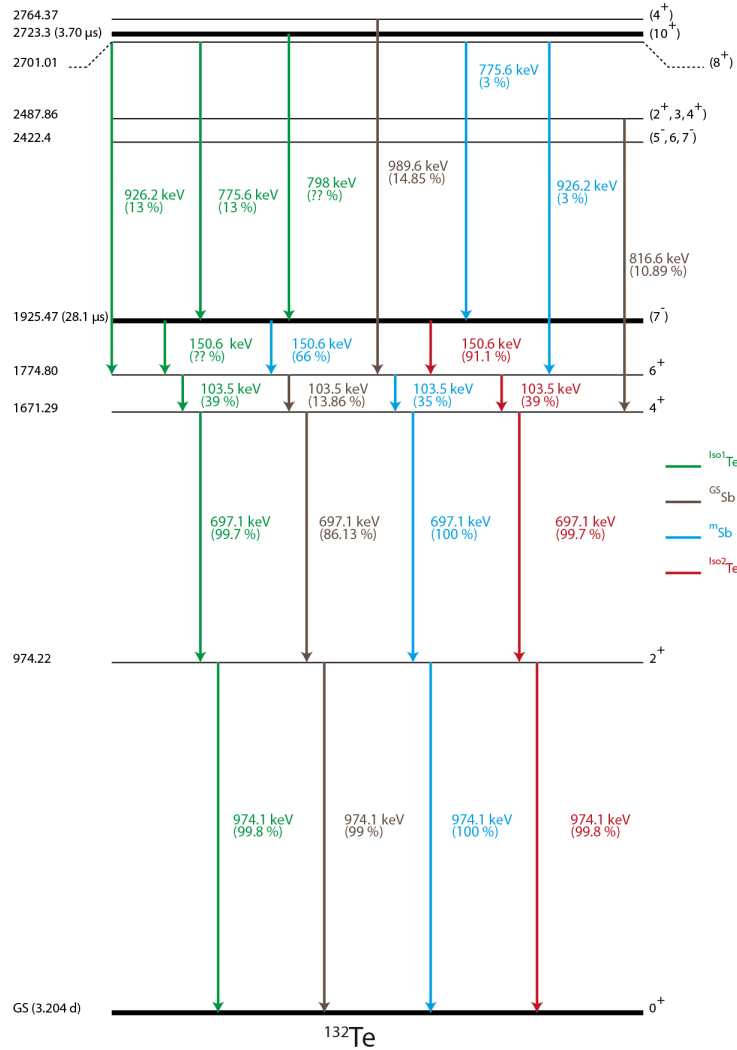 2764.37
(4+)
2723.3 (3.70 µs)
(10+)
2701.01
(8+)
775.6 keV
(3 %)
2487.86
(2+, 3, 4+)
2422.4
(5-, 6, 7-)
926.2 keV
(13 %)
775.6 keV
(13 %)
798 keV
(?? %)
989.6 keV
(14.85 %)
926.2 keV
(3 %)
816.6 keV
(10.89 %)
1925.47 (28.1 µs)
(7-)
150.6 keV
(?? %)
150.6 keV
(66 %)
150.6 keV
(91.1 %)
1774.80
6+
103.5 keV
(39 %)
103.5 keV
(13.86 %)
103.5 keV
(35 %)
103.5 keV
(39 %)
1671.29
4+
Iso1Te
GSSb
mSb
Iso2Te
697.1 keV
(99.7 %)
697.1 keV
(86.13 %)
697.1 keV
(100 %)
697.1 keV
(99.7 %)
974.22
2+
974.1 keV
(99.8 %)
974.1 keV
(99 %)
974.1 keV
(100 %)
974.1 keV
(99.8 %)
GS (3.204 d)
0+
132Te